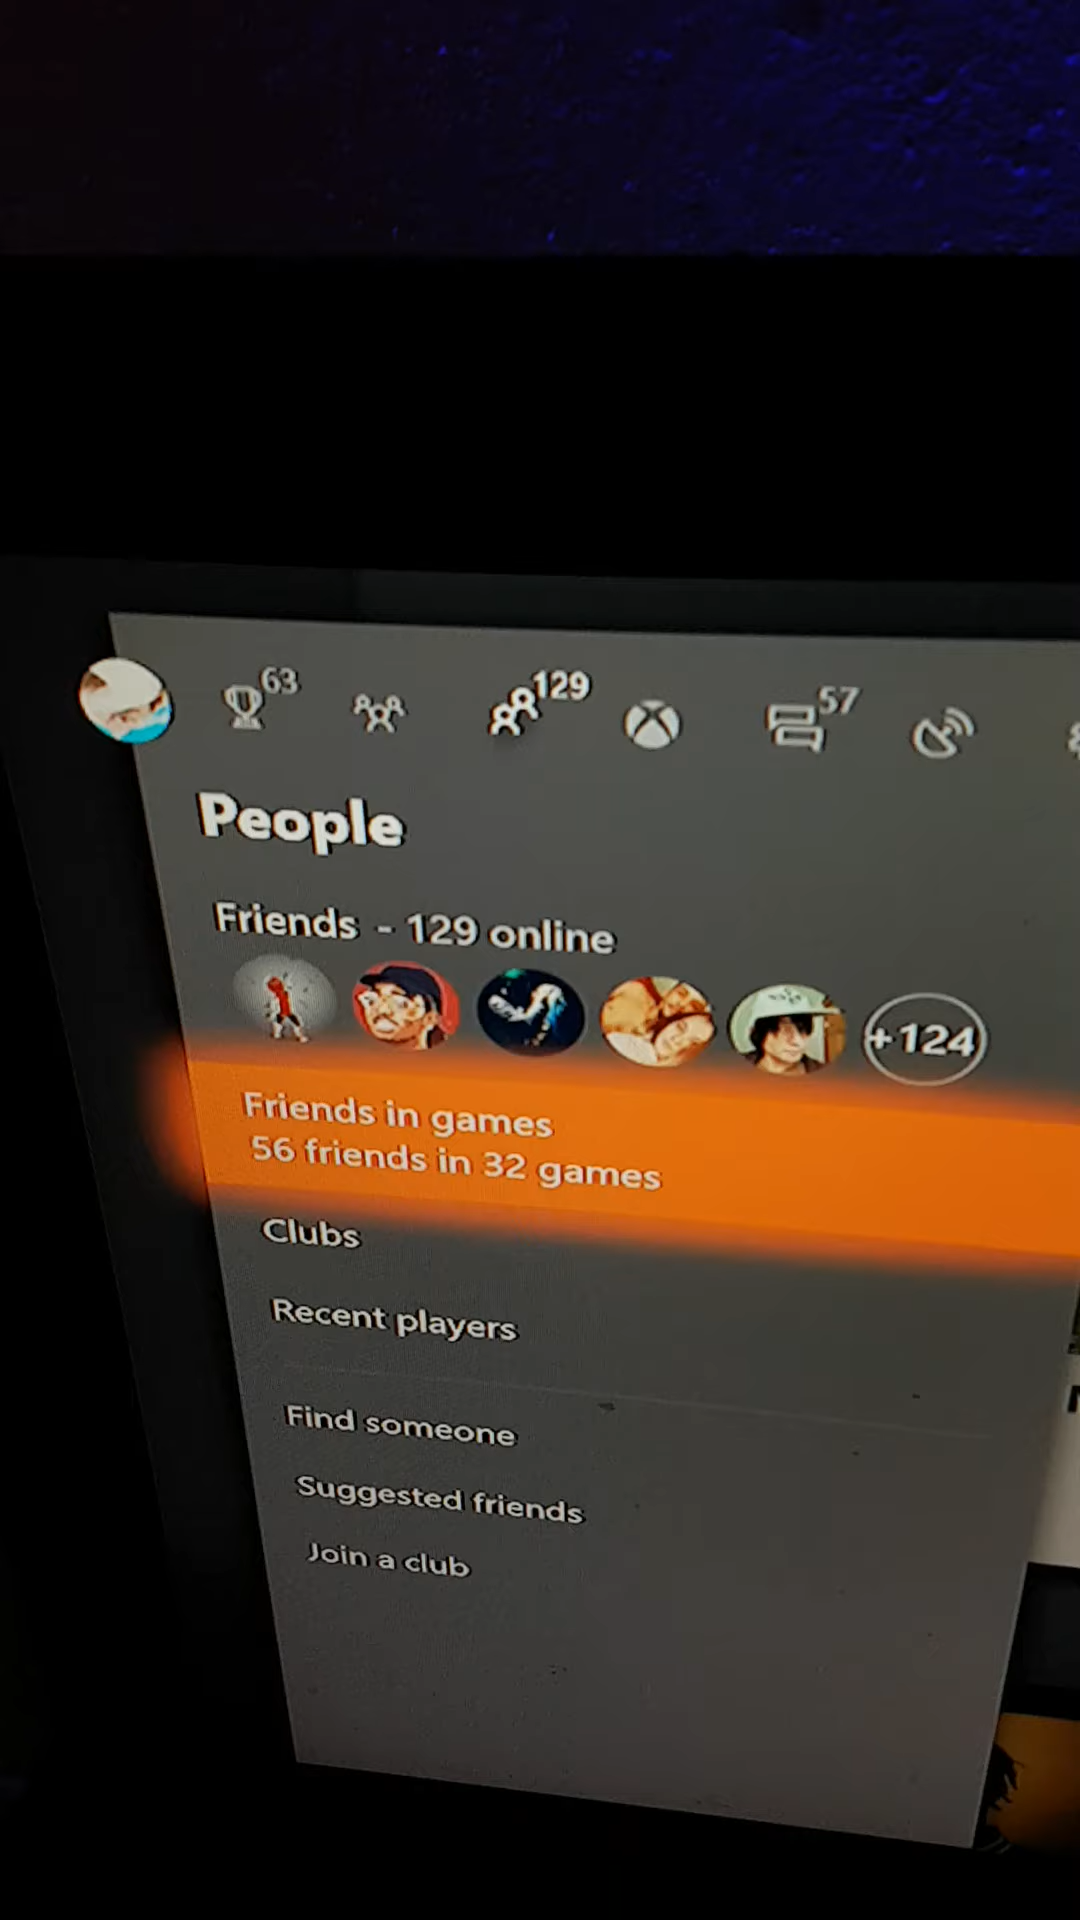 63
129
57
People
Friends - 129 online
+124
Friends in games
56 friends in 32 games
Clubs
Recent players
Find someone
Suggested friends
Join a club